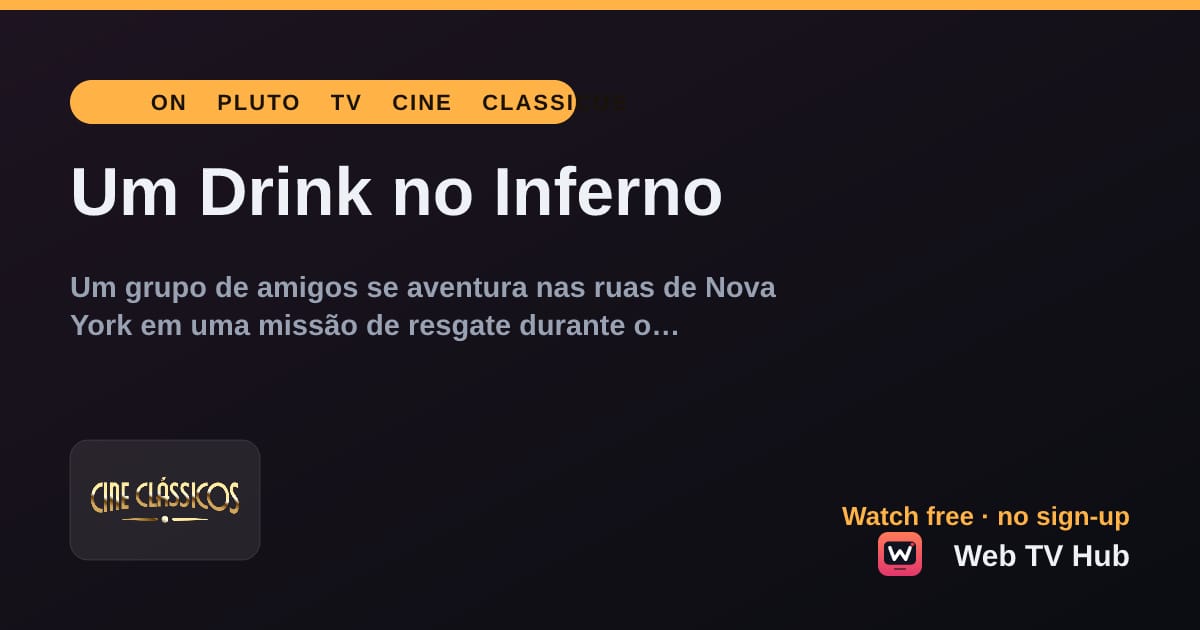 ON PLUTO TV CINE CLASSICOS
Um Drink no Inferno
Um grupo de amigos se aventura nas ruas de Nova
York em uma missão de resgate durante o…
CINE CLÁSSICOS
Watch free · no sign-up
W
Web TV Hub